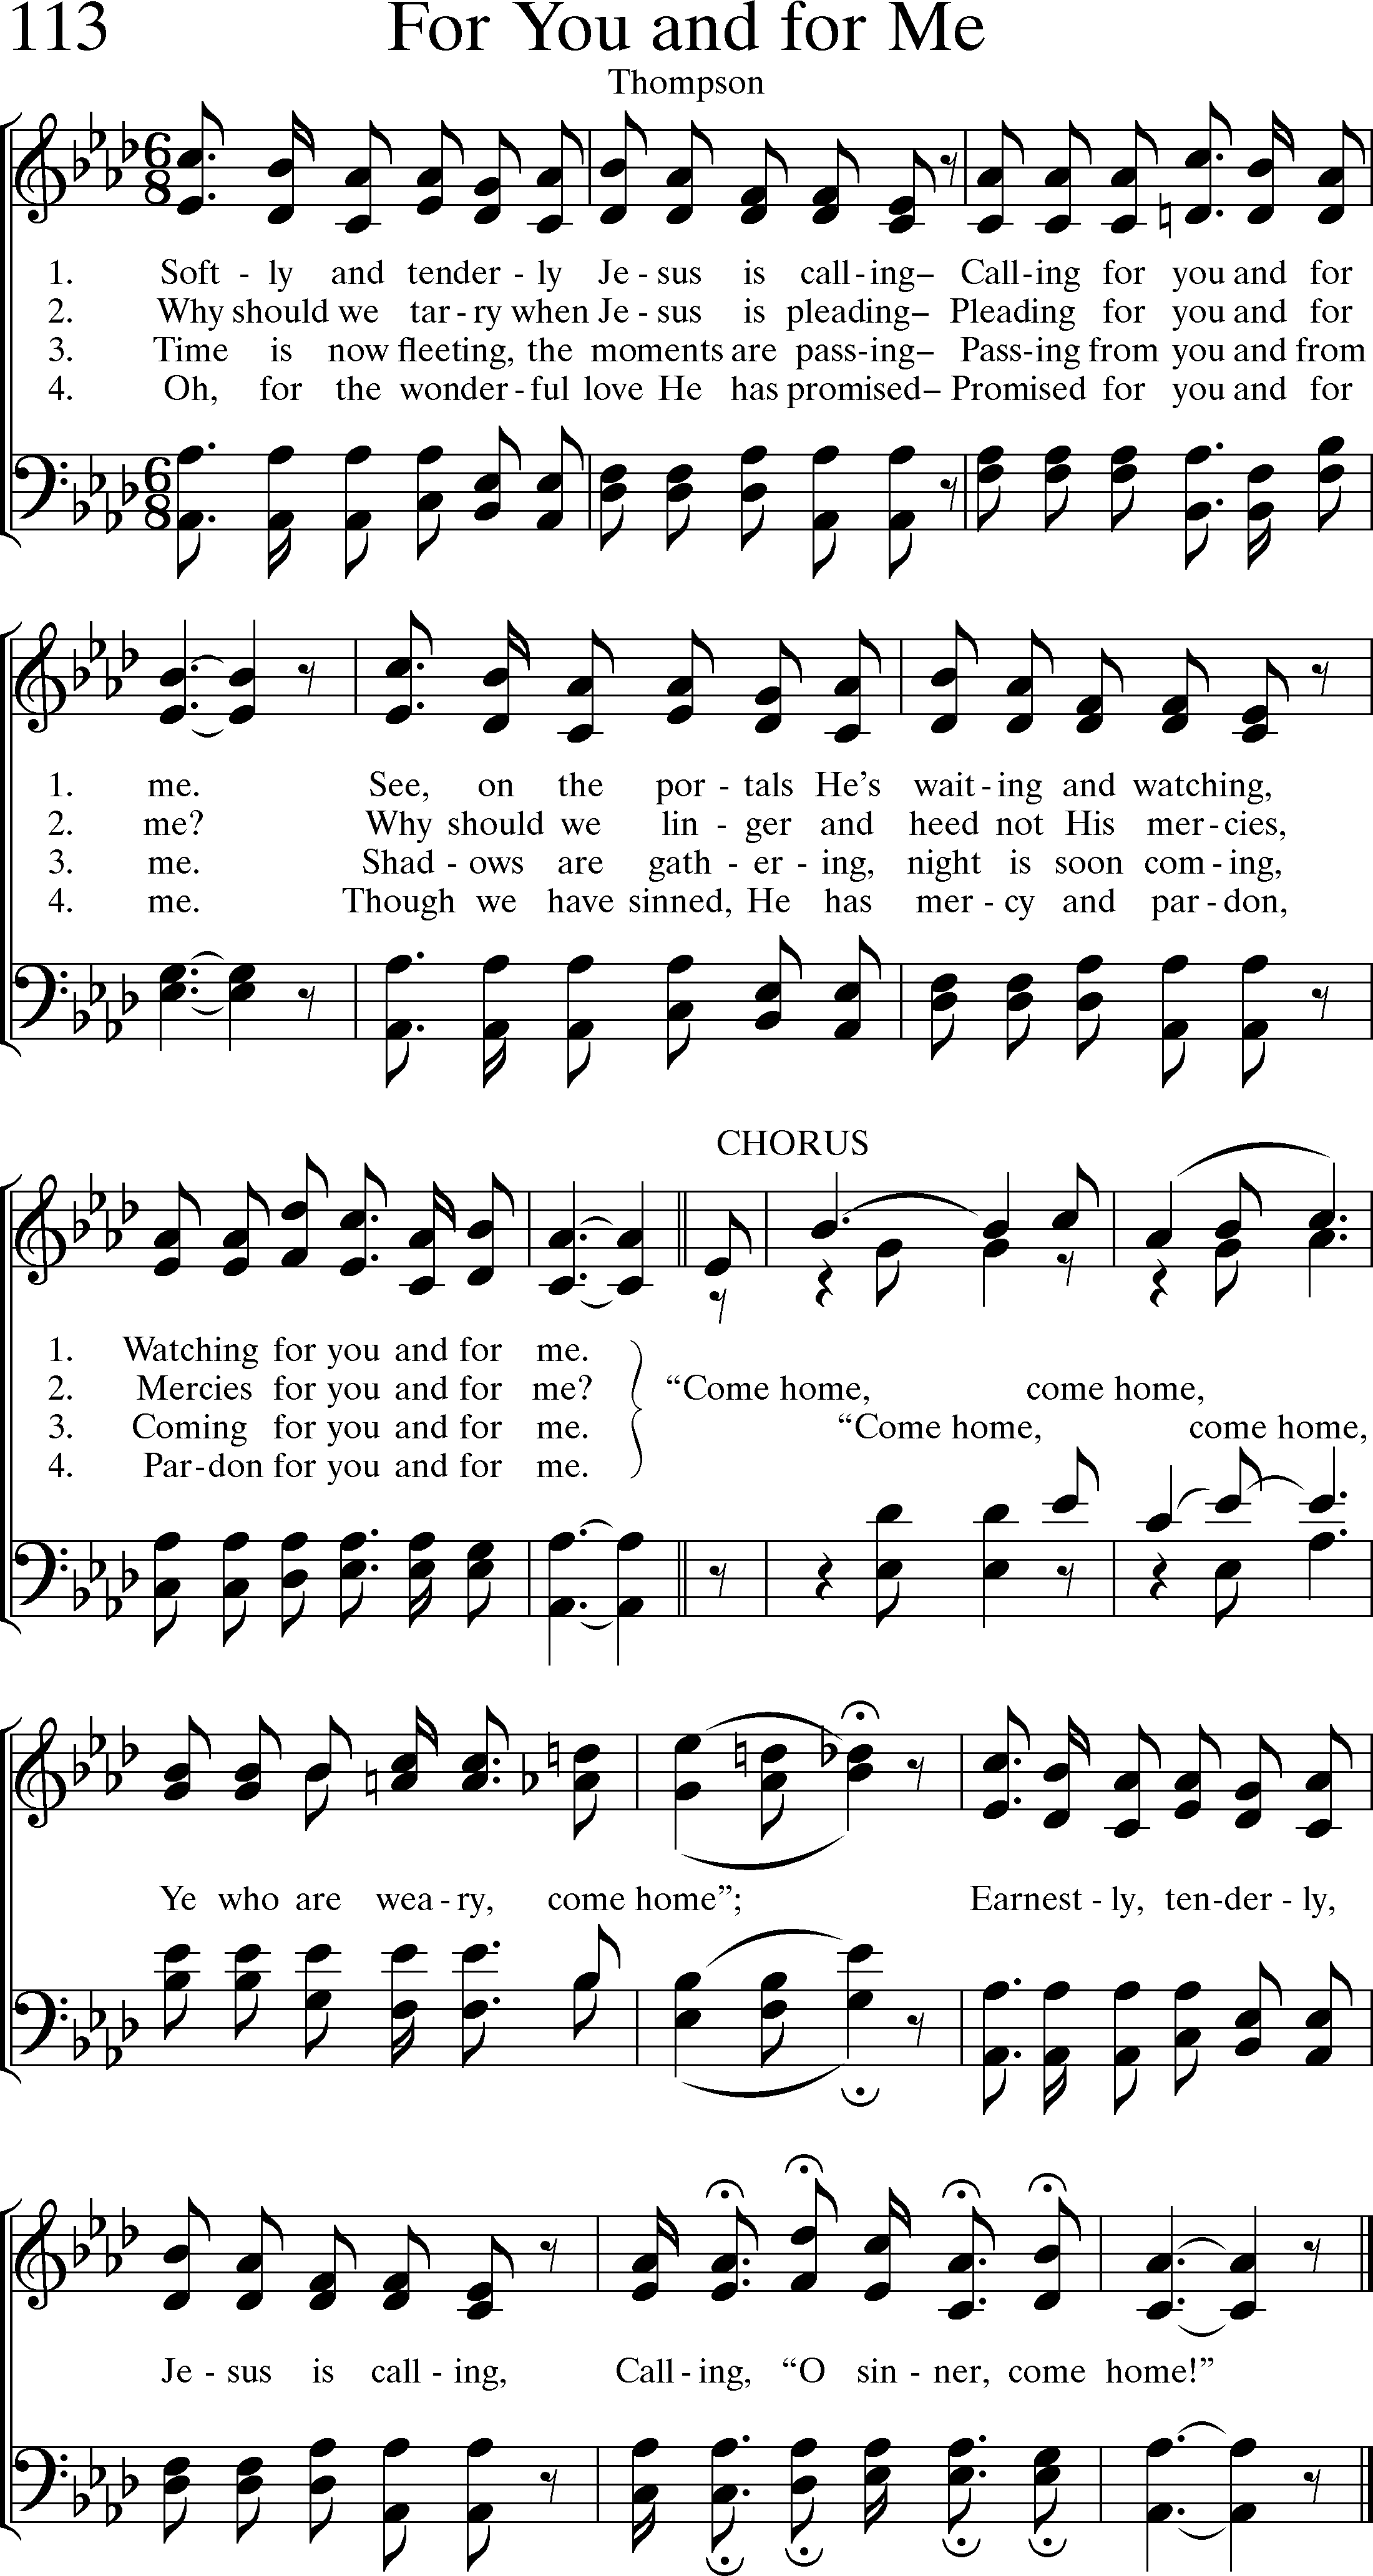 113 For You and for Me
Thompson
1. Soft - ly and tender - ly Je - sus is call - ing– Call - ing for you and for
2. Why should we tar - ry when Je - sus is pleading– Pleading for you and for
3. Time is now fleeting, the moments are pass - ing– Pass - ing from you and from
4. Oh, for the wonder - ful love He has promised– Promised for you and for
1. me. See, on the por - tals He’s wait - ing and watching,
2. me? Why should we lin - ger and heed not His mer - cies,
3. me. Shad - ows are gath - er - ing, night is soon com - ing,
4. me. Though we have sinned, He has mer - cy and par - don,
CHORUS
1. Watching for you and for me.
2. Mercies for you and for me? “Come home, come home,
3. Coming for you and for me. “Come home, come home,
4. Par - don for you and for me.
Ye who are wea - ry, come home”; Earnest - ly, ten - der - ly,
Je - sus is call - ing, Call - ing, “O sin - ner, come home!”